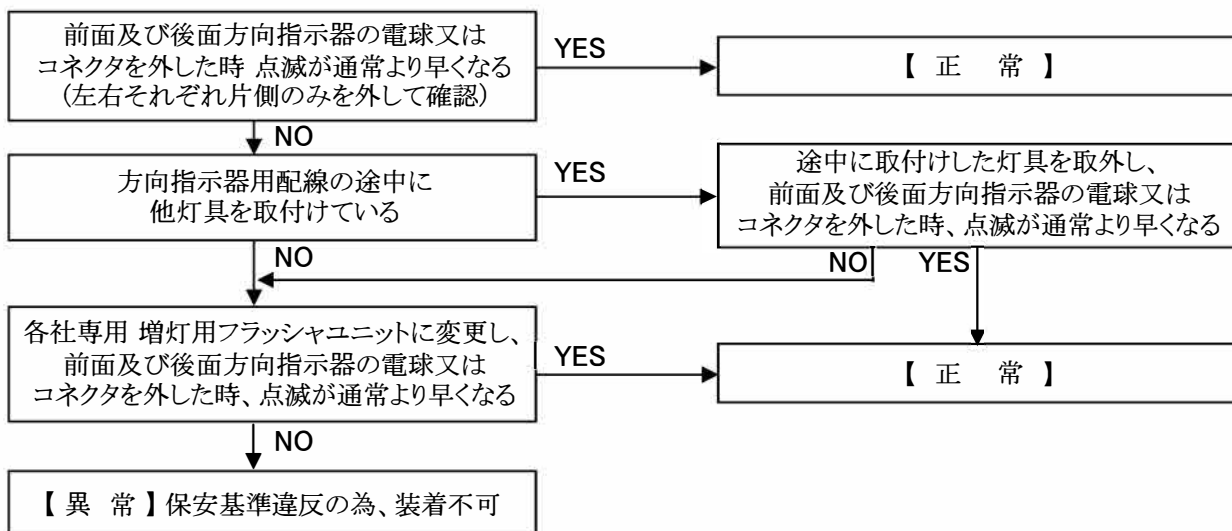 前面及び後面方向指示器の電球又は
コネクタを外した時 点滅が通常より早くなる
(左右それぞれ片側のみを外して確認)
YES
【 正 常 】
NO
方向指示器用配線の途中に
他灯具を取付けている
YES
途中に取付けした灯具を取外し、
前面及び後面方向指示器の電球又は
コネクタを外した時、点滅が通常より早くなる
NO
NO
YES
各社専用 増灯用フラッシャユニットに変更し、
前面及び後面方向指示器の電球又は
コネクタを外した時、点滅が通常より早くなる
YES
【 正 常 】
NO
【 異 常 】保安基準違反の為、装着不可